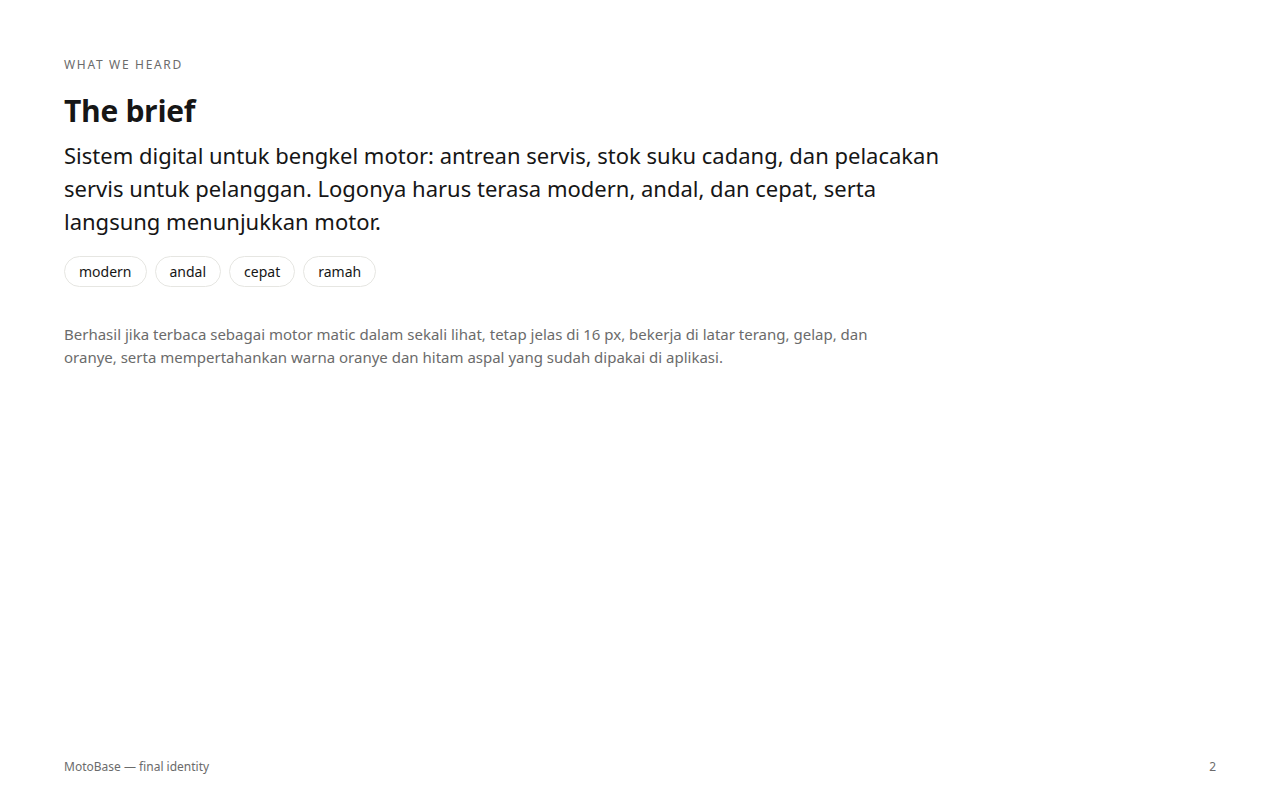 WHAT WE HEARD
The brief
Sistem digital untuk bengkel motor: antrean servis, stok suku cadang, dan pelacakan
servis untuk pelanggan. Logonya harus terasa modern, andal, dan cepat, serta
langsung menunjukkan motor.
modern andal cepat ramah
Berhasil jika terbaca sebagai motor matic dalam sekali lihat, tetap jelas di 16 px, bekerja di latar terang, gelap, dan
oranye, serta mempertahankan warna oranye dan hitam aspal yang sudah dipakai di aplikasi.
MotoBase — final identity 2